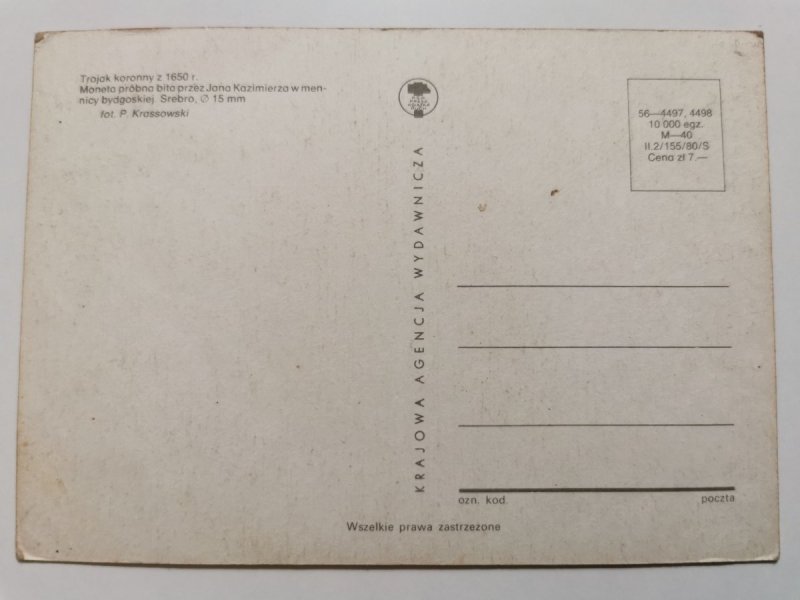 Trojak koronny z 1650 r.
Moneta próbna bita przez Jana Kazimierza w men-
nicy bydgoskiej. Srebro, ∅ 15 mm
fot. P. Krassowski
KRAJOWA AGENCJA WYDAWNICZA
56—4497, 4498
10 000 egz.
M—40
II.2/155/80/S
Cena zł 7.—
ozn. kod. poczta
Wszelkie prawa zastrzeżone